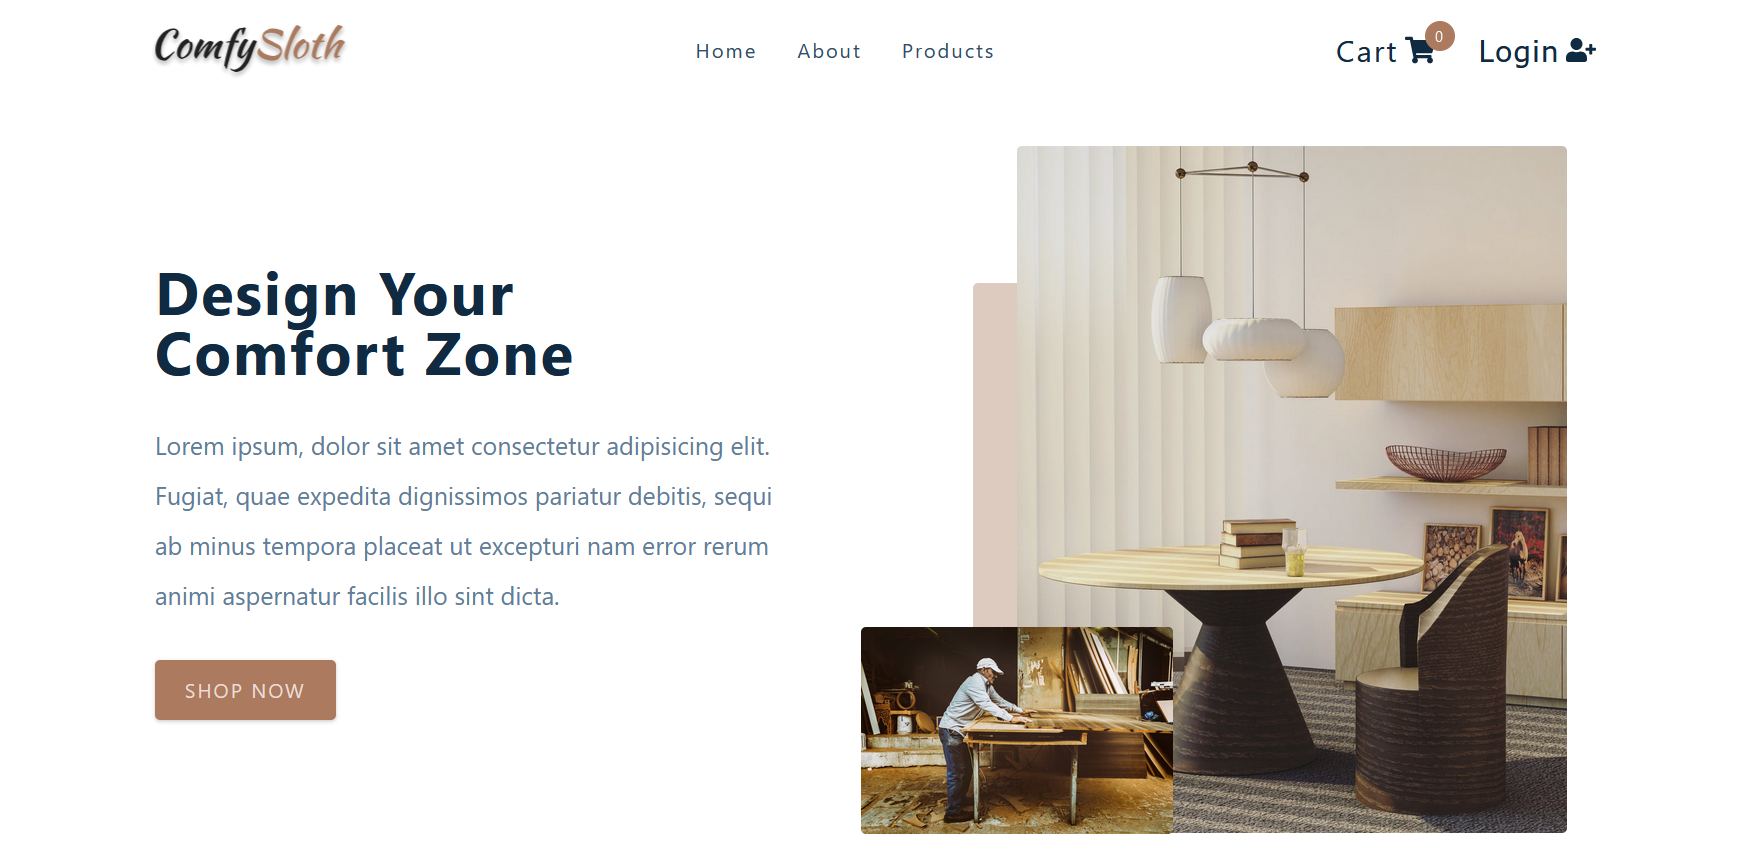 ComfySloth
Home About Products
Cart 0 Login
Design Your
Comfort Zone
Lorem ipsum, dolor sit amet consectetur adipisicing elit.
Fugiat, quae expedita dignissimos pariatur debitis, sequi
ab minus tempora placeat ut excepturi nam error rerum
animi aspernatur facilis illo sint dicta.
SHOP NOW